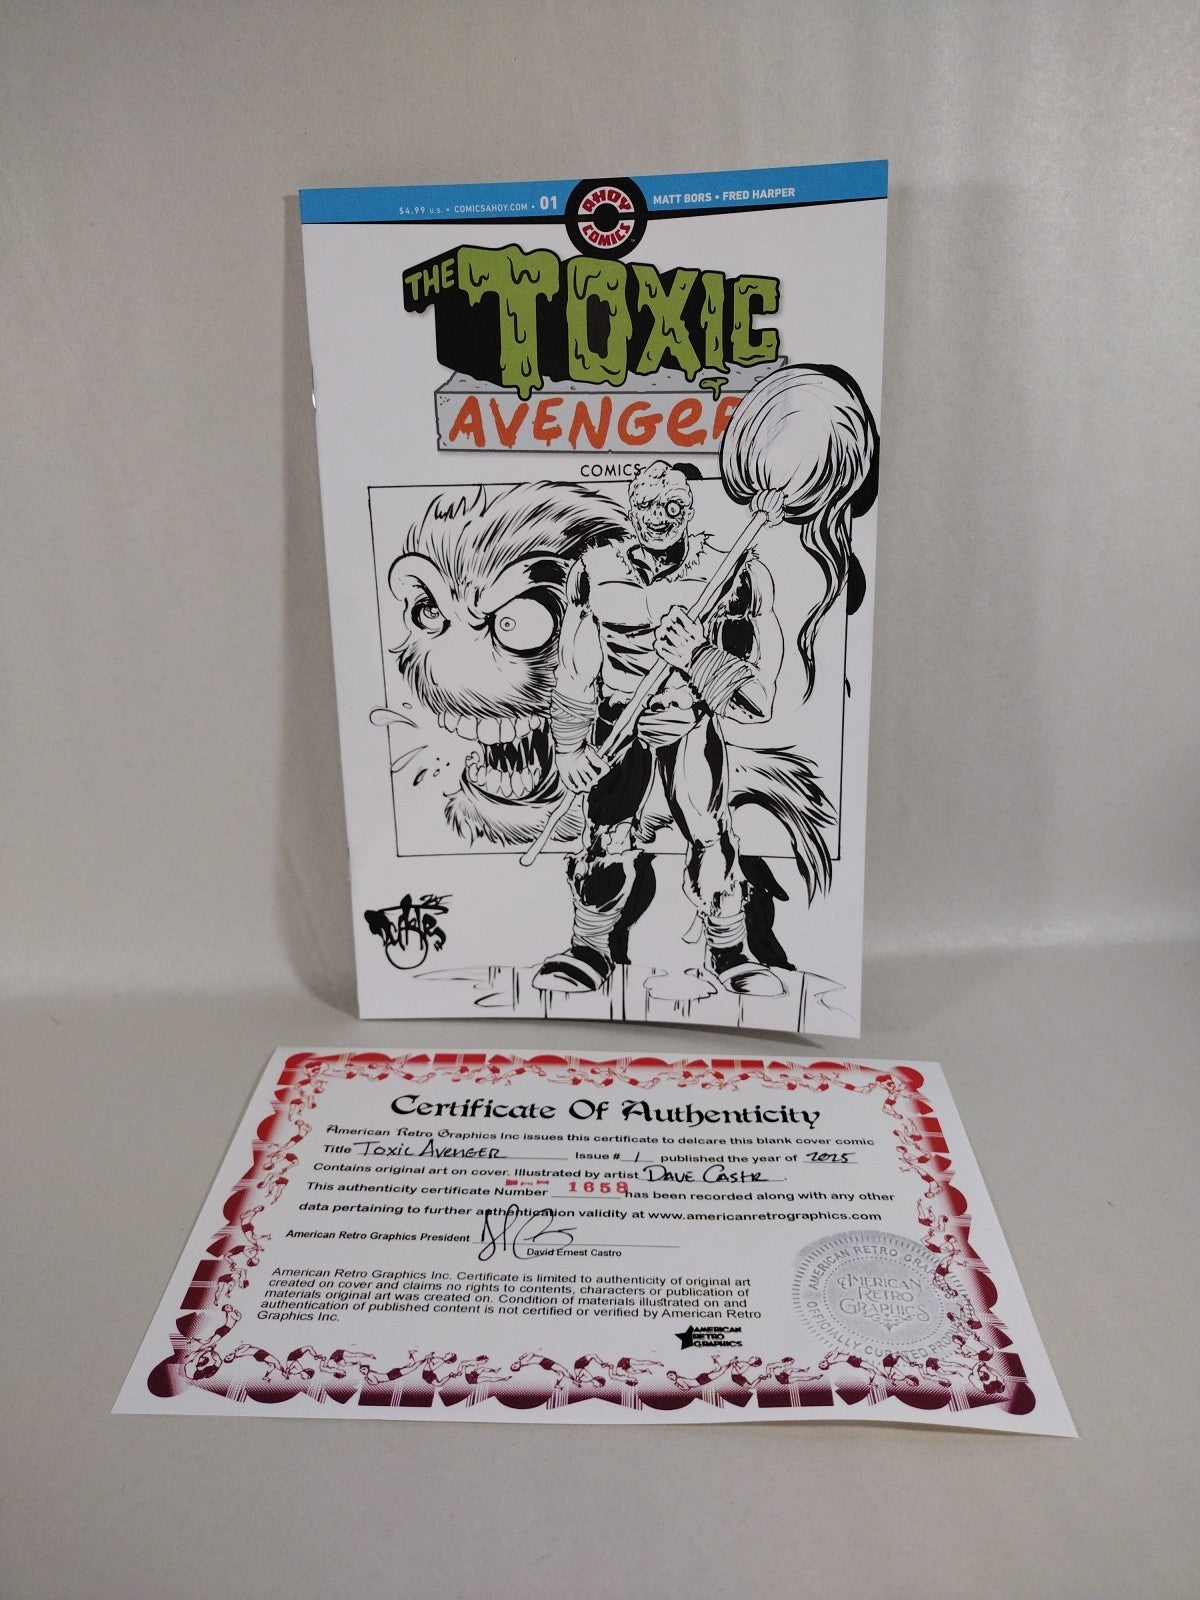 $4.99 U.S. • COMICSAHOY.COM • 01
AHOY
COMICS
MATT BORS • FRED HARPER
THE TOXIC
AVENGER
COMICS
Certificate Of Authenticity
American Retro Graphics Inc issues this certificate to delcare this blank cover comic
Title Toxic Avenger Issue # 1 published the year of 2025
Contains original art on cover. Illustrated by artist Dave Castr
This authenticity certificate Number 1658 has been recorded along with any other
data pertaining to further authentication validity at www.americanretrographics.com
American Retro Graphics President
David Ernest Castro
American Retro Graphics Inc. Certificate is limited to authenticity of original art
created on cover and claims no rights to contents, characters or publication of
materials original art was created on. Condition of materials illustrated on and
authentication of published content is not certified or verified by American Retro
Graphics Inc.
AMERICAN
RETRO
GRAPHICS
AMERICAN RETRO
AMERICAN
RETRO
GRAPHICS
OFFICIALLY CURATED